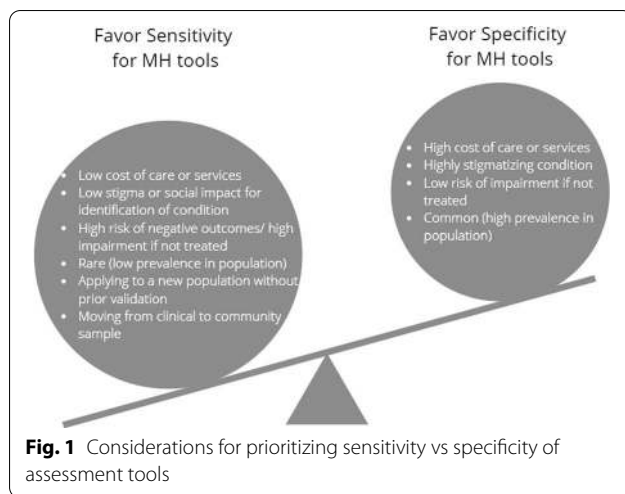 Favor Sensitivity
for MH tools
• Low cost of care or services
• Low stigma or social impact for
identification of condition
• High risk of negative outcomes/ high
impairment if not treated
• Rare (low prevalence in population)
• Applying to a new population without
prior validation
• Moving from clinical to community
sample
Favor Specificity
for MH tools
• High cost of care or services
• Highly stigmatizing condition
• Low risk of impairment if not
treated
• Common (high prevalence in
population)
Fig. 1 Considerations for prioritizing sensitivity vs specificity of
assessment tools